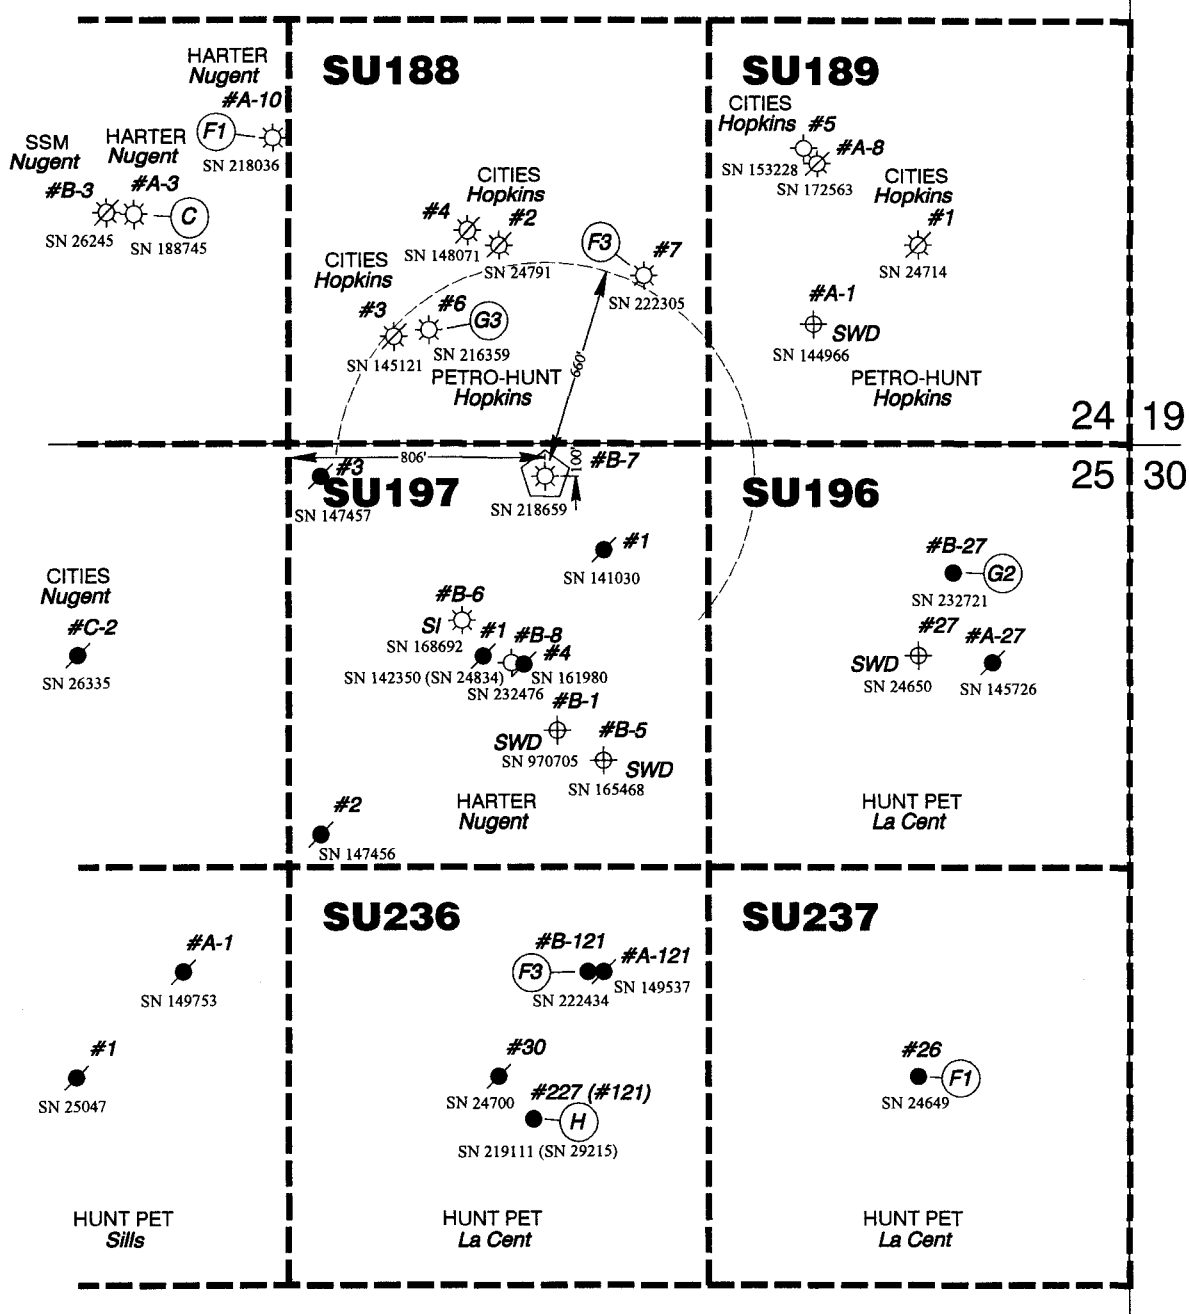 HARTER
Nugent
#A-10
F1
SN 218036
SSM
Nugent
#B-3
SN 26245
HARTER
Nugent
#A-3
C
SN 188745
SU188
CITIES
Hopkins
#4
SN 148071
#2
SN 24791
F3
#7
SN 222305
CITIES
Hopkins
#3
SN 145121
#6
G3
SN 216359
PETRO-HUNT
Hopkins
660'
SU189
CITIES
Hopkins #5
SN 153228
#A-8
SN 172563
CITIES
Hopkins
#1
SN 24714
#A-1
SWD
SN 144966
PETRO-HUNT
Hopkins
24 19
25 30
806'
100'
#3
SU197
SN 147457
#B-7
SN 218659
#1
SN 141030
#B-6
SI
SN 168692
#1
SN 142350 (SN 24834)
#B-8
SN 232476
#4
SN 161980
#B-1
SWD
SN 970705
#B-5
SWD
SN 165468
HARTER
Nugent
#2
SN 147456
CITIES
Nugent
#C-2
SN 26335
SU196
#B-27
G2
SN 232721
#27
SWD
SN 24650
#A-27
SN 145726
HUNT PET
La Cent
#A-1
SN 149753
#1
SN 25047
HUNT PET
Sills
SU236
#B-121
F3
SN 222434
#A-121
SN 149537
#30
SN 24700
#227 (#121)
H
SN 219111 (SN 29215)
HUNT PET
La Cent
SU237
#26
F1
SN 24649
HUNT PET
La Cent